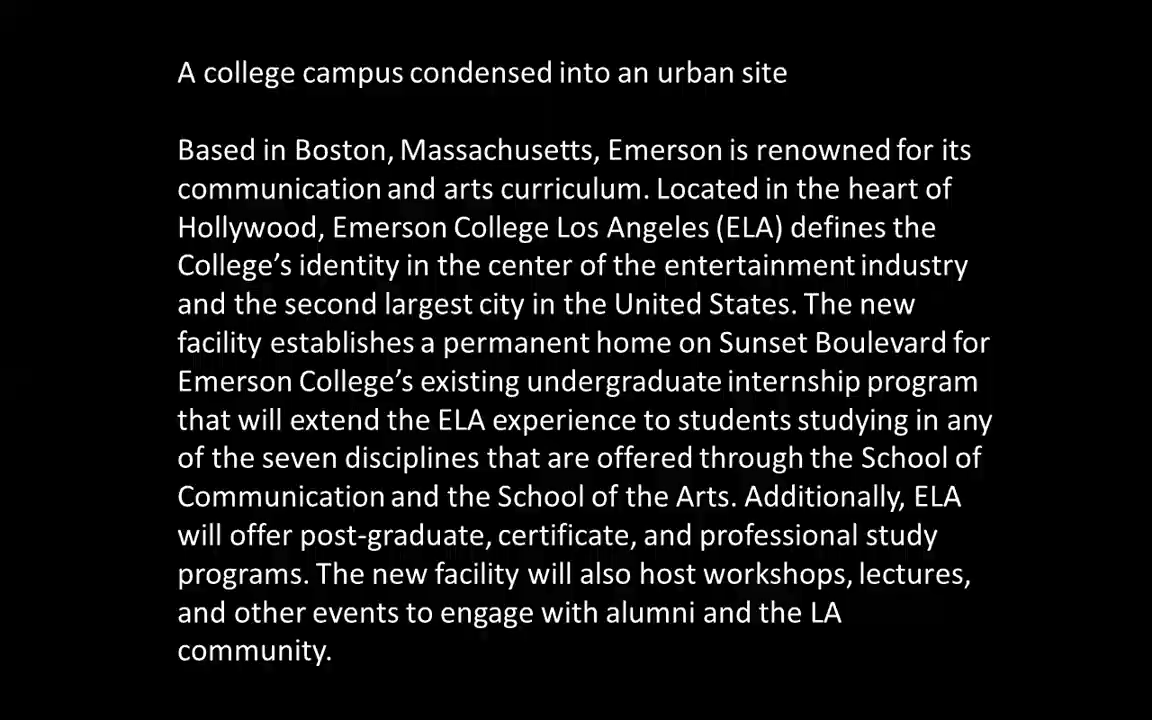 A college campus condensed into an urban site
Based in Boston, Massachusetts, Emerson is renowned for its
communication and arts curriculum. Located in the heart of
Hollywood, Emerson College Los Angeles (ELA) defines the
College’s identity in the center of the entertainment industry
and the second largest city in the United States. The new
facility establishes a permanent home on Sunset Boulevard for
Emerson College’s existing undergraduate internship program
that will extend the ELA experience to students studying in any
of the seven disciplines that are offered through the School of
Communication and the School of the Arts. Additionally, ELA
will offer post-graduate, certificate, and professional study
programs. The new facility will also host workshops, lectures,
and other events to engage with alumni and the LA
community.